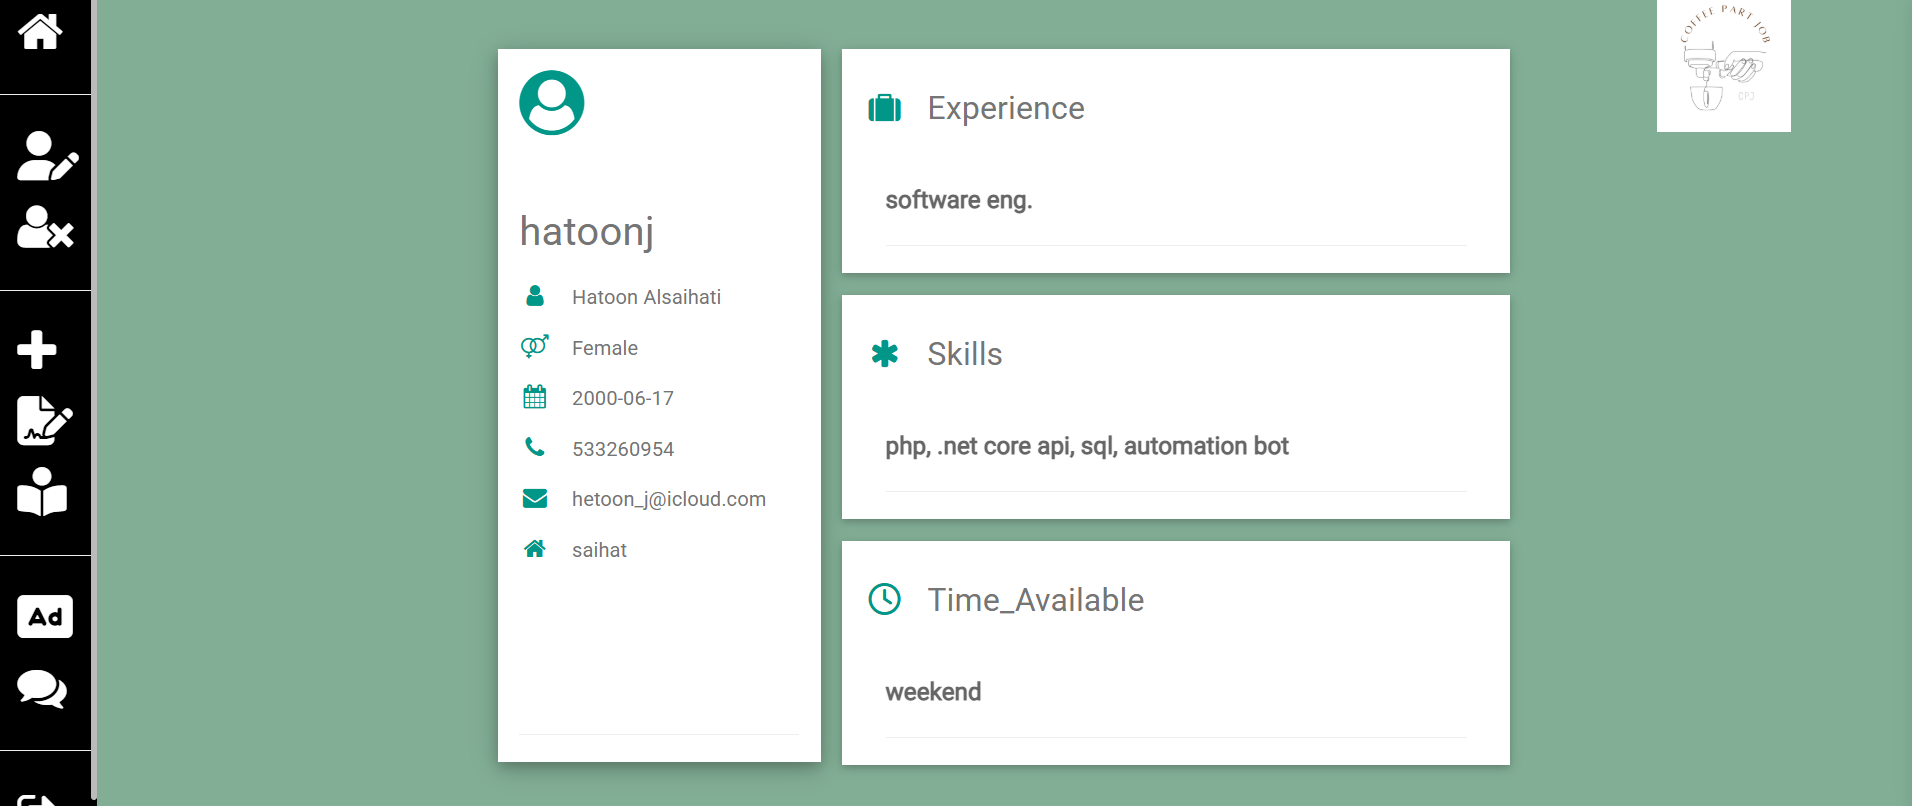 COFFEE PART JOB
CPJ
hatoonj
Hatoon Alsaihati
Female
2000-06-17
533260954
hetoon_j@icloud.com
saihat
Experience
software eng.
Skills
php, .net core api, sql, automation bot
Time_Available
weekend
Ad